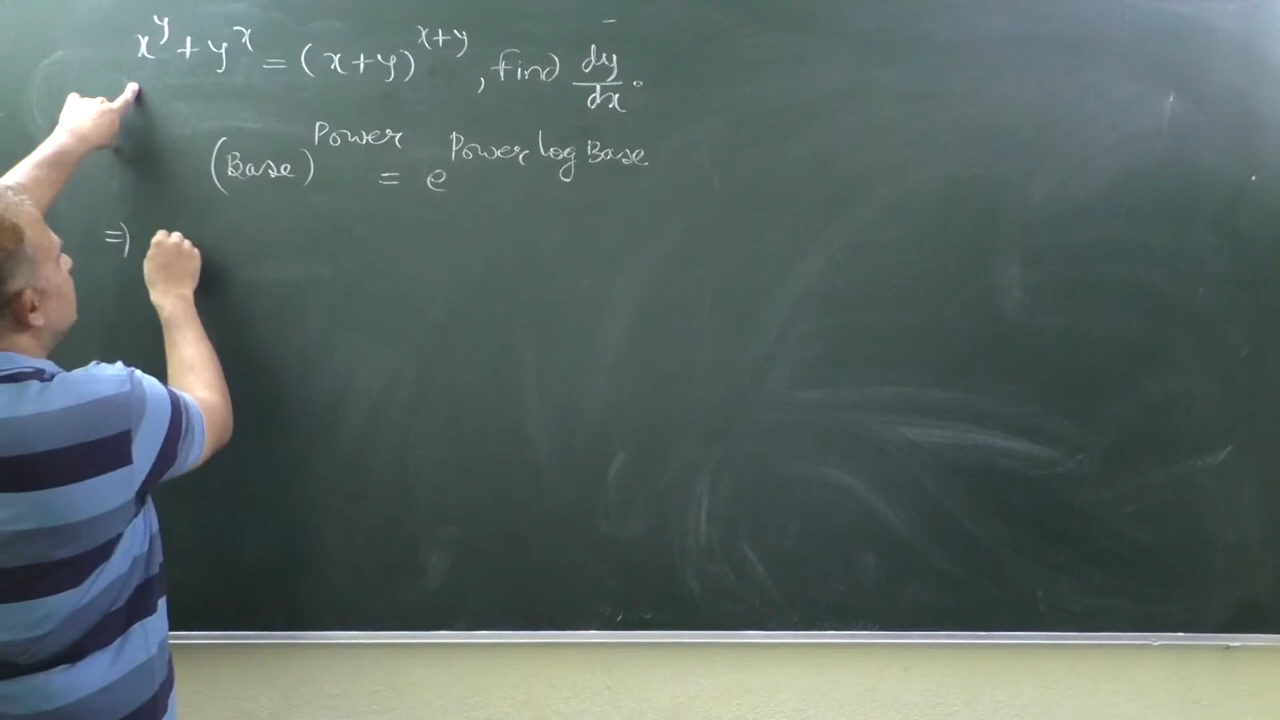 x^y + y^x = (x+y)^{x+y}, find dy/dx.
(Base)^{Power} = e^{Power log Base}
⇒